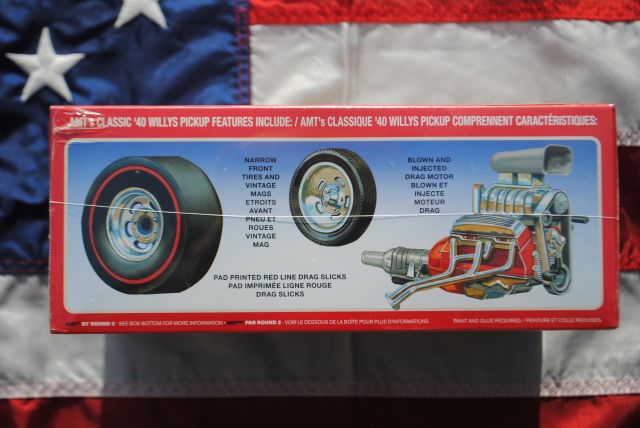 AMT's CLASSIC '40 WILLYS PICKUP FEATURES INCLUDE: / AMT's CLASSIQUE '40 WILLYS PICKUP COMPRENNENT CARACTÉRISTIQUES:
NARROW
FRONT
TIRES AND
VINTAGE
MAGS
ETROITS
AVANT
PNEU ET
ROUES
VINTAGE
MAG
BLOWN AND
INJECTED
DRAG MOTOR
BLOWN ET
INJECTE
MOTEUR
DRAG
PAD PRINTED RED LINE DRAG SLICKS
PAD IMPRIMÉE LIGNE ROUGE
DRAG SLICKS
AMT® BY ROUND 2 - SEE BOX BOTTOM FOR MORE INFORMATION - AMT® PAR ROUND 2 - VOIR LE DESSOUS DE LA BOÎTE POUR PLUS D'INFORMATIONS
PAINT AND GLUE REQUIRED. / PEINTURE ET COLLE REQUISES.